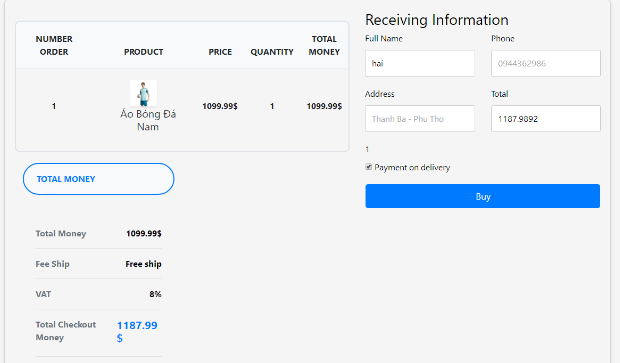 NUMBER ORDER PRODUCT PRICE QUANTITY TOTAL MONEY
1 Áo Bóng Đá Nam 1099.99$ 1 1099.99$
TOTAL MONEY
Total Money 1099.99$
Fee Ship Free ship
VAT 8%
Total Checkout Money 1187.99$
Receiving Information
Full Name Phone
hai 0944362986
Address Total
Thanh Ba - Phu Tho 1187.9892
1
Payment on delivery
Buy